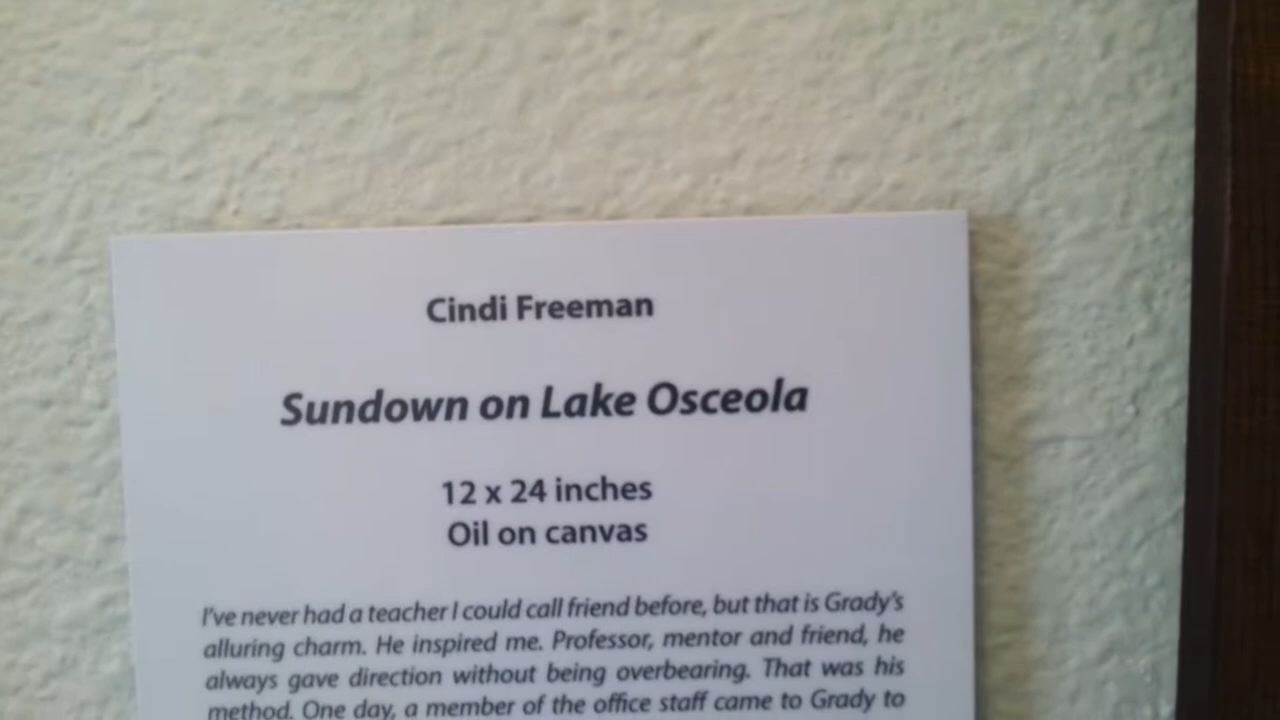 Cindi Freeman
Sundown on Lake Osceola
12 x 24 inches
Oil on canvas
I've never had a teacher I could call friend before, but that is Grady's
alluring charm. He inspired me. Professor, mentor and friend, he
always gave direction without being overbearing. That was his
method. One day, a member of the office staff came to Grady to